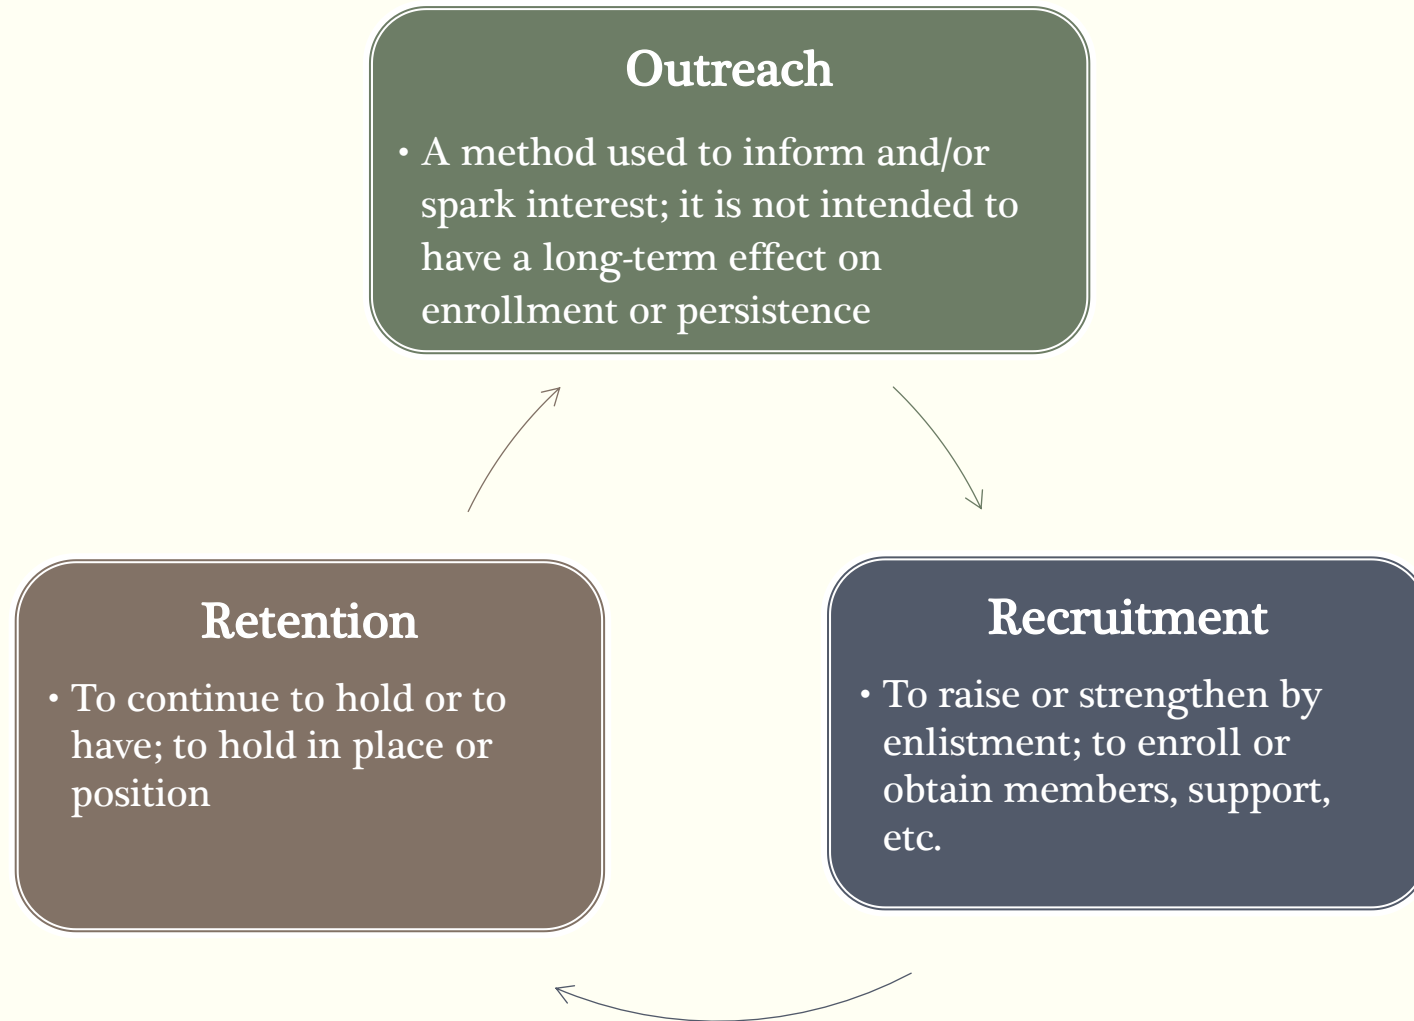 Outreach
• A method used to inform and/or
spark interest; it is not intended to
have a long-term effect on
enrollment or persistence
Retention
• To continue to hold or to
have; to hold in place or
position
Recruitment
• To raise or strengthen by
enlistment; to enroll or
obtain members, support,
etc.